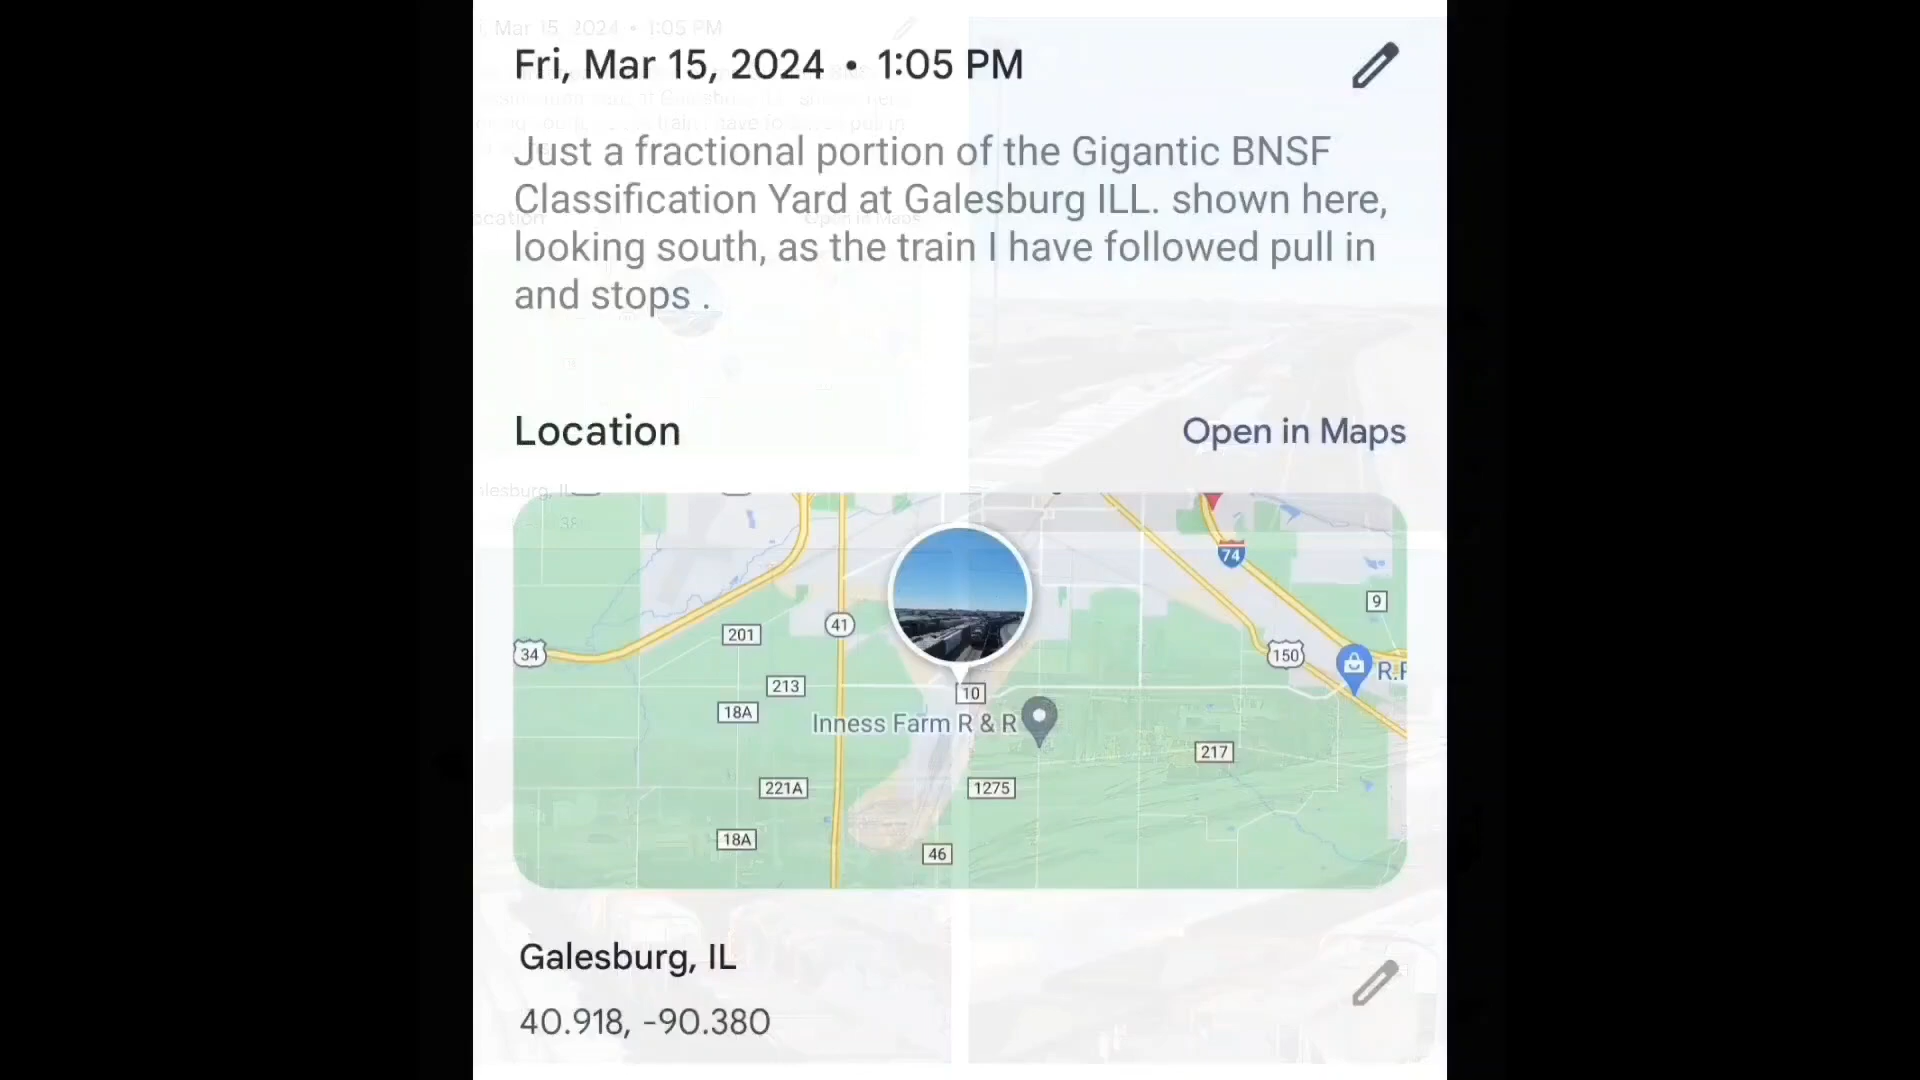 Fri, Mar 15, 2024 • 1:05 PM
Just a fractional portion of the Gigantic BNSF
Classification Yard at Galesburg ILL. shown here,
looking south, as the train I have followed pull in
and stops .
Location
Open in Maps
74
9
201
41
34
150
R.F
213
10
18A
Inness Farm R & R
217
221A
1275
18A
46
Galesburg, IL
40.918, -90.380